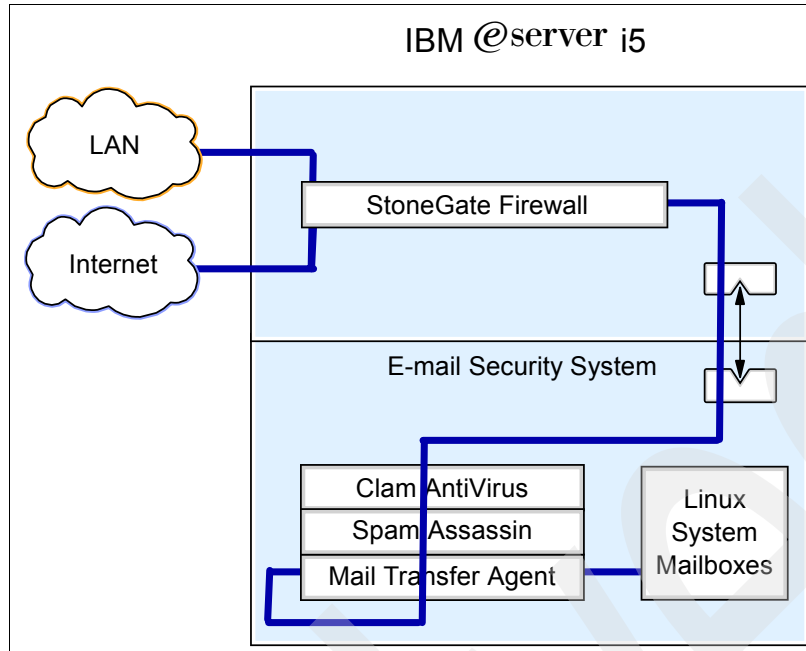 IBM @server i5
LAN
StoneGate Firewall
Internet
E-mail Security System
Clam AntiVirus
Spam Assassin
Mail Transfer Agent
Linux
System
Mailboxes